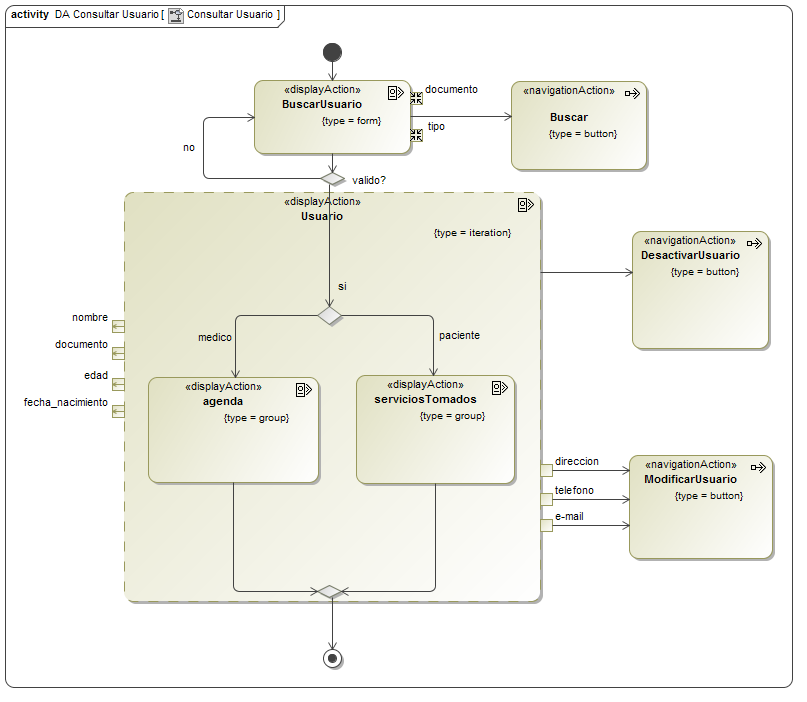 activity DA Consultar Usuario [ Consultar Usuario ]
«displayAction»
BuscarUsuario
{type = form}
documento
tipo
«navigationAction»
Buscar
{type = button}
no
valido?
«displayAction»
Usuario
{type = iteration}
«navigationAction»
DesactivarUsuario
{type = button}
si
nombre
documento
edad
fecha_nacimiento
medico
paciente
«displayAction»
agenda
{type = group}
«displayAction»
serviciosTomados
{type = group}
direccion
telefono
e-mail
«navigationAction»
ModificarUsuario
{type = button}